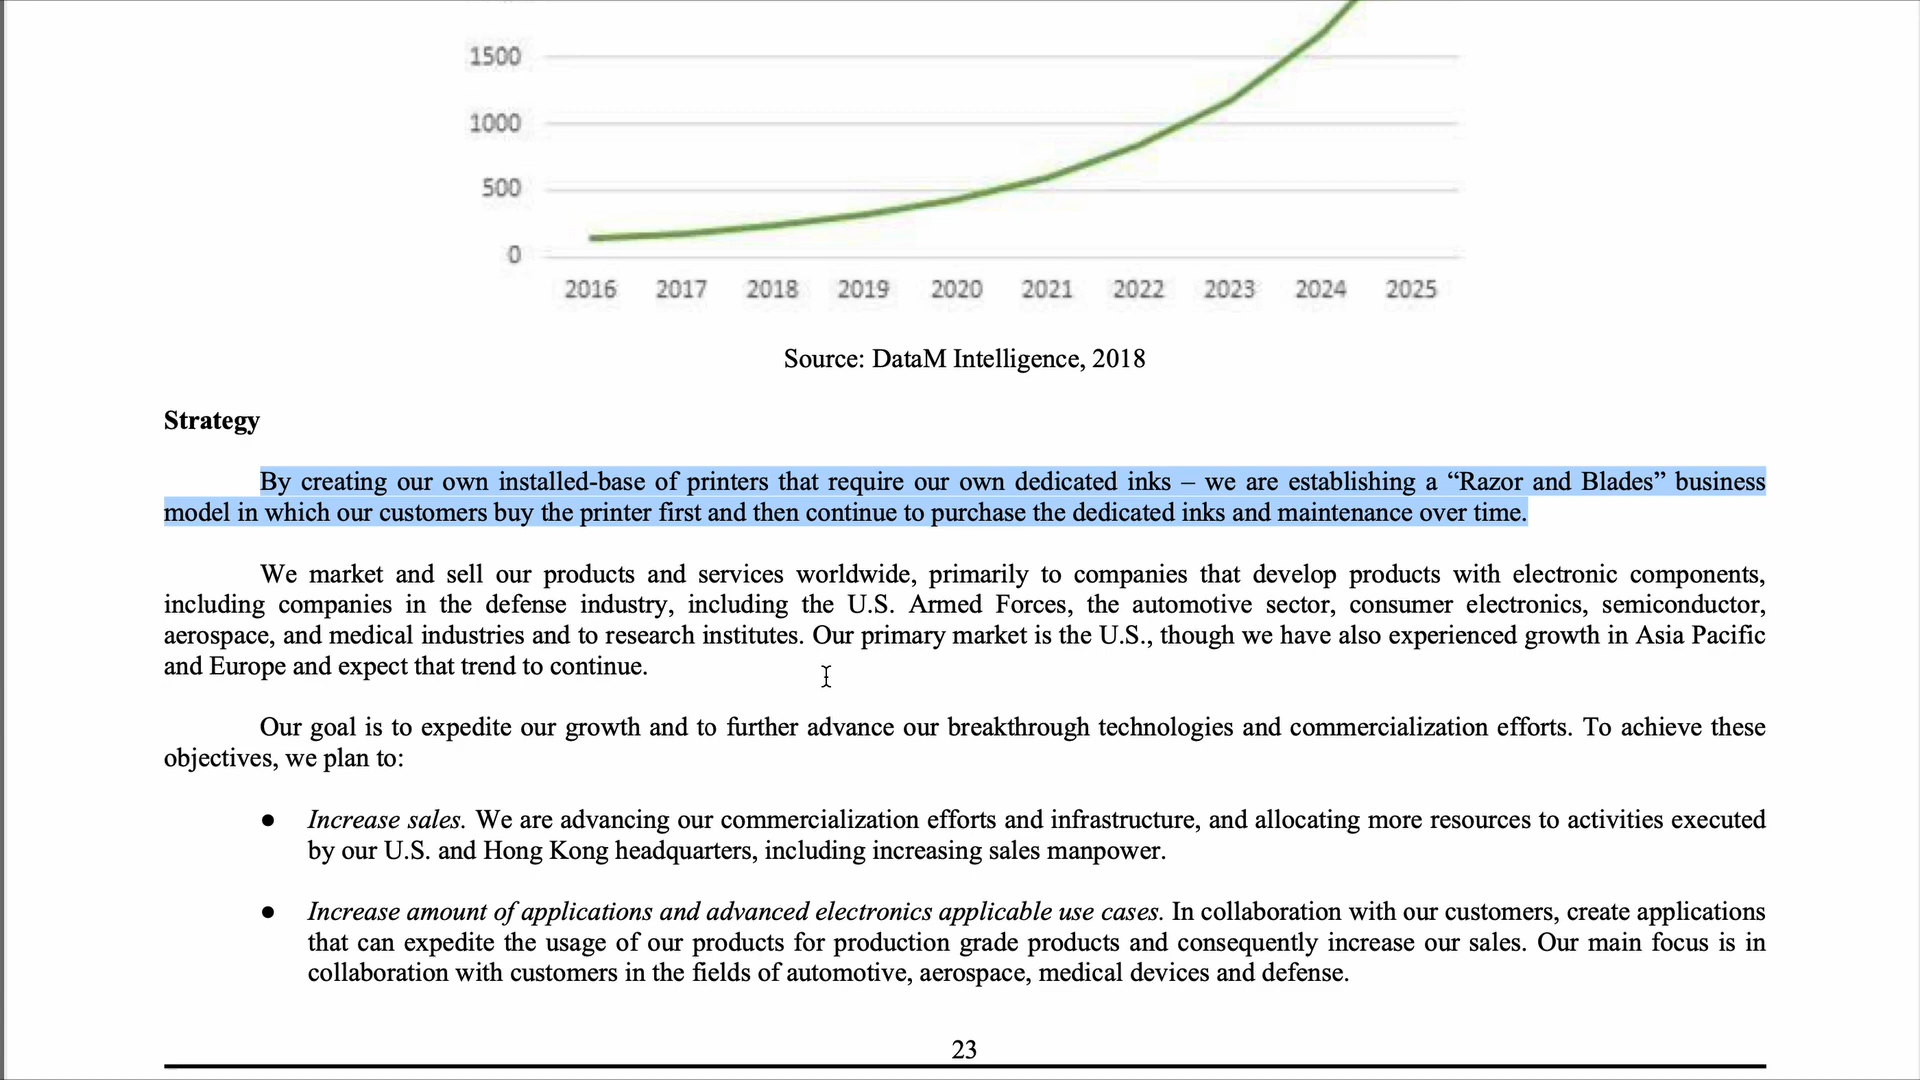 1500
1000
500
0
2016 2017 2018 2019 2020 2021 2022 2023 2024 2025
Source: DataM Intelligence, 2018
Strategy
By creating our own installed-base of printers that require our own dedicated inks – we are establishing a “Razor and Blades” business
model in which our customers buy the printer first and then continue to purchase the dedicated inks and maintenance over time.
We market and sell our products and services worldwide, primarily to companies that develop products with electronic components,
including companies in the defense industry, including the U.S. Armed Forces, the automotive sector, consumer electronics, semiconductor,
aerospace, and medical industries and to research institutes. Our primary market is the U.S., though we have also experienced growth in Asia Pacific
and Europe and expect that trend to continue.
Our goal is to expedite our growth and to further advance our breakthrough technologies and commercialization efforts. To achieve these
objectives, we plan to:
● Increase sales. We are advancing our commercialization efforts and infrastructure, and allocating more resources to activities executed
by our U.S. and Hong Kong headquarters, including increasing sales manpower.
● Increase amount of applications and advanced electronics applicable use cases. In collaboration with our customers, create applications
that can expedite the usage of our products for production grade products and consequently increase our sales. Our main focus is in
collaboration with customers in the fields of automotive, aerospace, medical devices and defense.
23